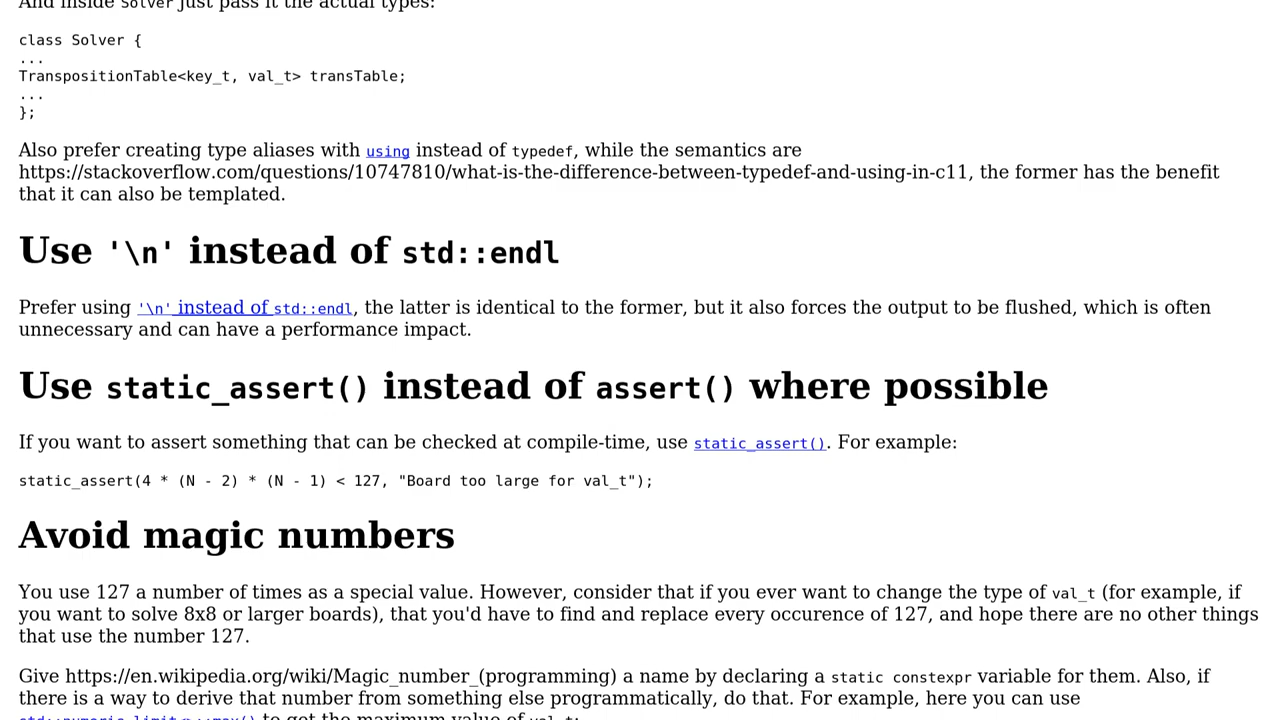 And inside Solver just pass it the actual types:
class Solver {
...
TranspositionTable<key_t, val_t> transTable;
...
};
Also prefer creating type aliases with using instead of typedef, while the semantics are
https://stackoverflow.com/questions/10747810/what-is-the-difference-between-typedef-and-using-in-c11, the former has the benefit
that it can also be templated.
Use '\n' instead of std::endl
Prefer using '\n' instead of std::endl, the latter is identical to the former, but it also forces the output to be flushed, which is often
unnecessary and can have a performance impact.
Use static_assert() instead of assert() where possible
If you want to assert something that can be checked at compile-time, use static_assert(). For example:
static_assert(4 * (N - 2) * (N - 1) < 127, "Board too large for val_t");
Avoid magic numbers
You use 127 a number of times as a special value. However, consider that if you ever want to change the type of val_t (for example, if
you want to solve 8x8 or larger boards), that you'd have to find and replace every occurence of 127, and hope there are no other things
that use the number 127.
Give https://en.wikipedia.org/wiki/Magic_number_(programming) a name by declaring a static constexpr variable for them. Also, if
there is a way to derive that number from something else programmatically, do that. For example, here you can use
std::numeric_limits::max() to get the maximum value of val_t: